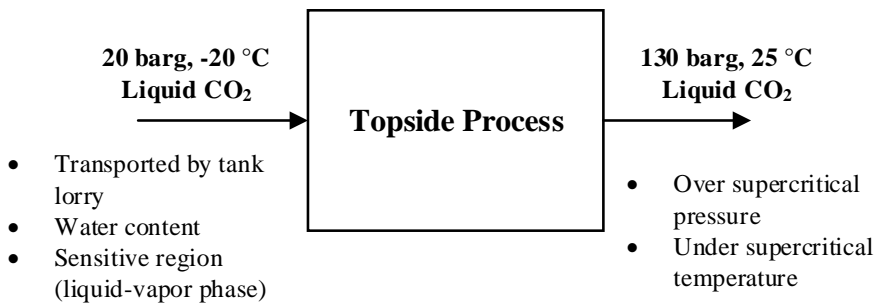 20 barg, -20 °C
Liquid CO₂
• Transported by tank
lorry
• Water content
• Sensitive region
(liquid-vapor phase)
Topside Process
130 barg, 25 °C
Liquid CO₂
• Over supercritical
pressure
• Under supercritical
temperature